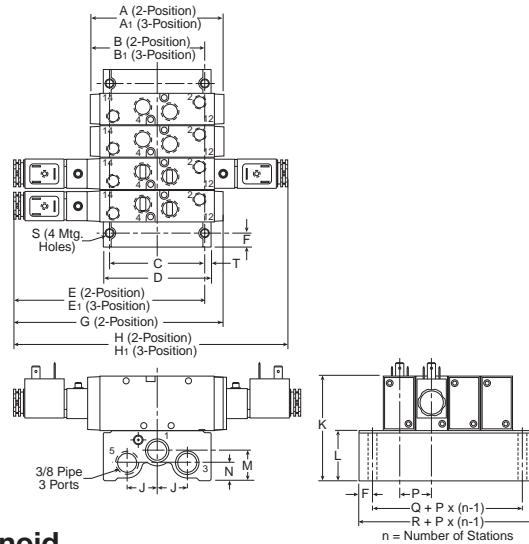 A (2-Position)
A1 (3-Position)
B (2-Position)
B1 (3-Position)
14
2
4
12
14
2
4
12
14
2
4
12
14
2
4
12
S (4 Mtg.
Holes)
F
C
T
D
E (2-Position)
E1 (3-Position)
G (2-Position)
H (2-Position)
H1 (3-Position)
1
5
3
3/8 Pipe
3 Ports
J
J
N
M
K
L
F
P
Q + P x (n-1)
R + P x (n-1)
n = Number of Stations
noid